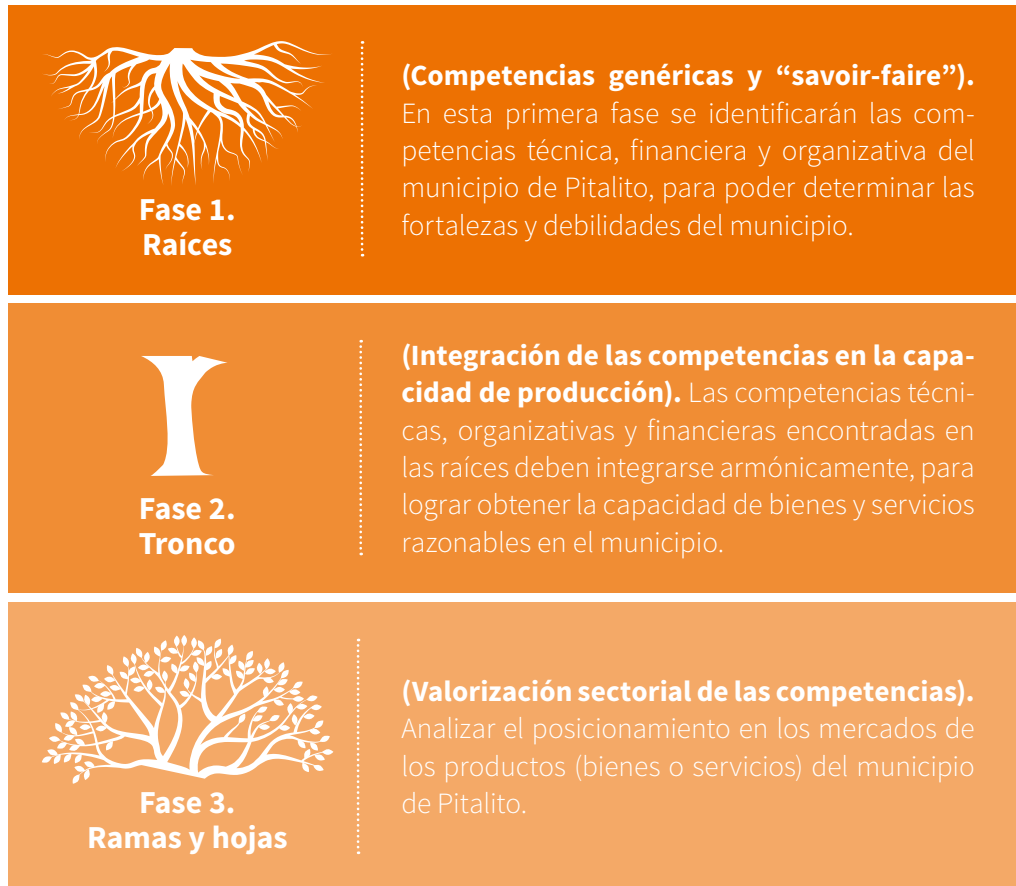 Fase 1.
Raíces
(Competencias genéricas y “savoir-faire”).
En esta primera fase se identificarán las com-
petencias técnica, financiera y organizativa del
municipio de Pitalito, para poder determinar las
fortalezas y debilidades del municipio.
Fase 2.
Tronco
(Integración de las competencias en la capa-
cidad de producción). Las competencias técni-
cas, organizativas y financieras encontradas en
las raíces deben integrarse armónicamente, para
lograr obtener la capacidad de bienes y servicios
razonables en el municipio.
Fase 3.
Ramas y hojas
(Valorización sectorial de las competencias).
Analizar el posicionamiento en los mercados de
los productos (bienes o servicios) del municipio
de Pitalito.